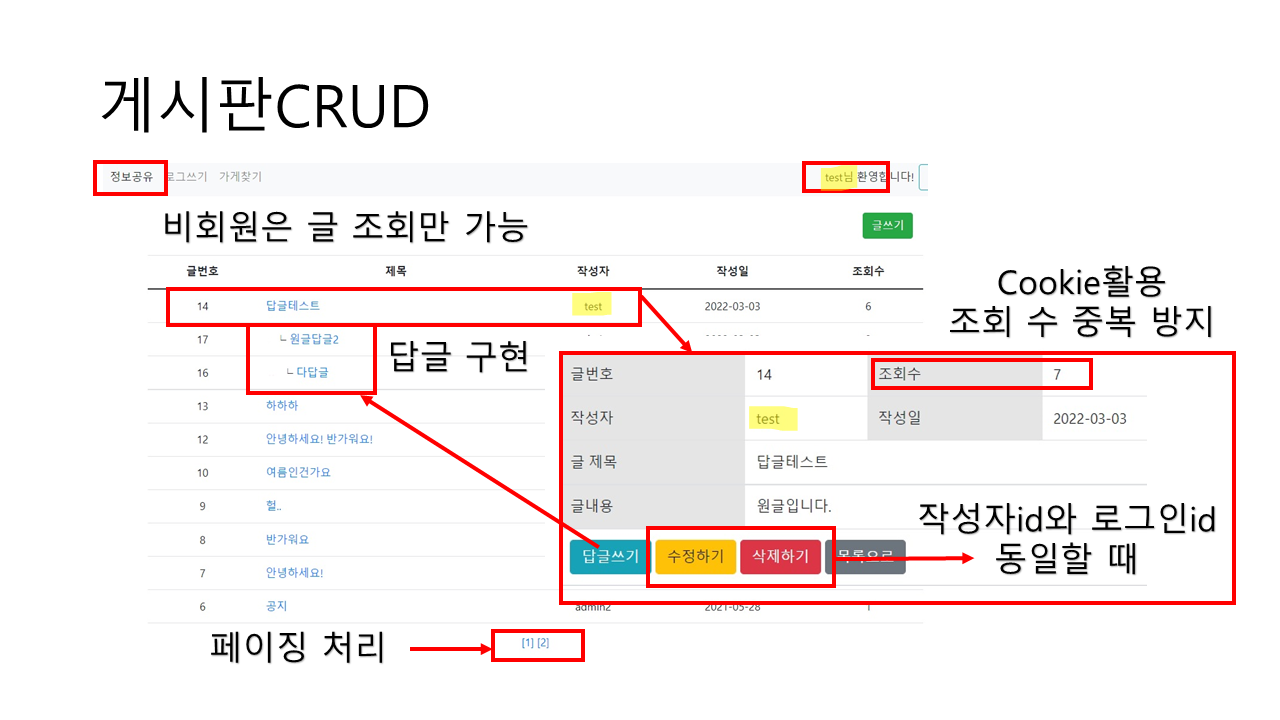 게시판CRUD
정보공유 로그쓰기 가게찾기 test님 환영합니다!
비회원은 글 조회만 가능
글쓰기
글번호 제목 작성자 작성일 조회수
14 답글테스트 test 2022-03-03 6
17 ㄴ원글답글2
16 ㄴ다답글
답글 구현
13 하하하
12 안녕하세요! 반가워요!
10 여름인건가요
9 헐..
8 반가워요
7 안녕하세요!
6 공지 admin2 2021-05-28 1
Cookie활용
조회 수 중복 방지
글번호 14 조회수 7
작성자 test 작성일 2022-03-03
글 제목 답글테스트
글내용 원글입니다.
답글쓰기 수정하기 삭제하기 목록으로
작성자id와 로그인id
동일할 때
페이징 처리
[1] [2]